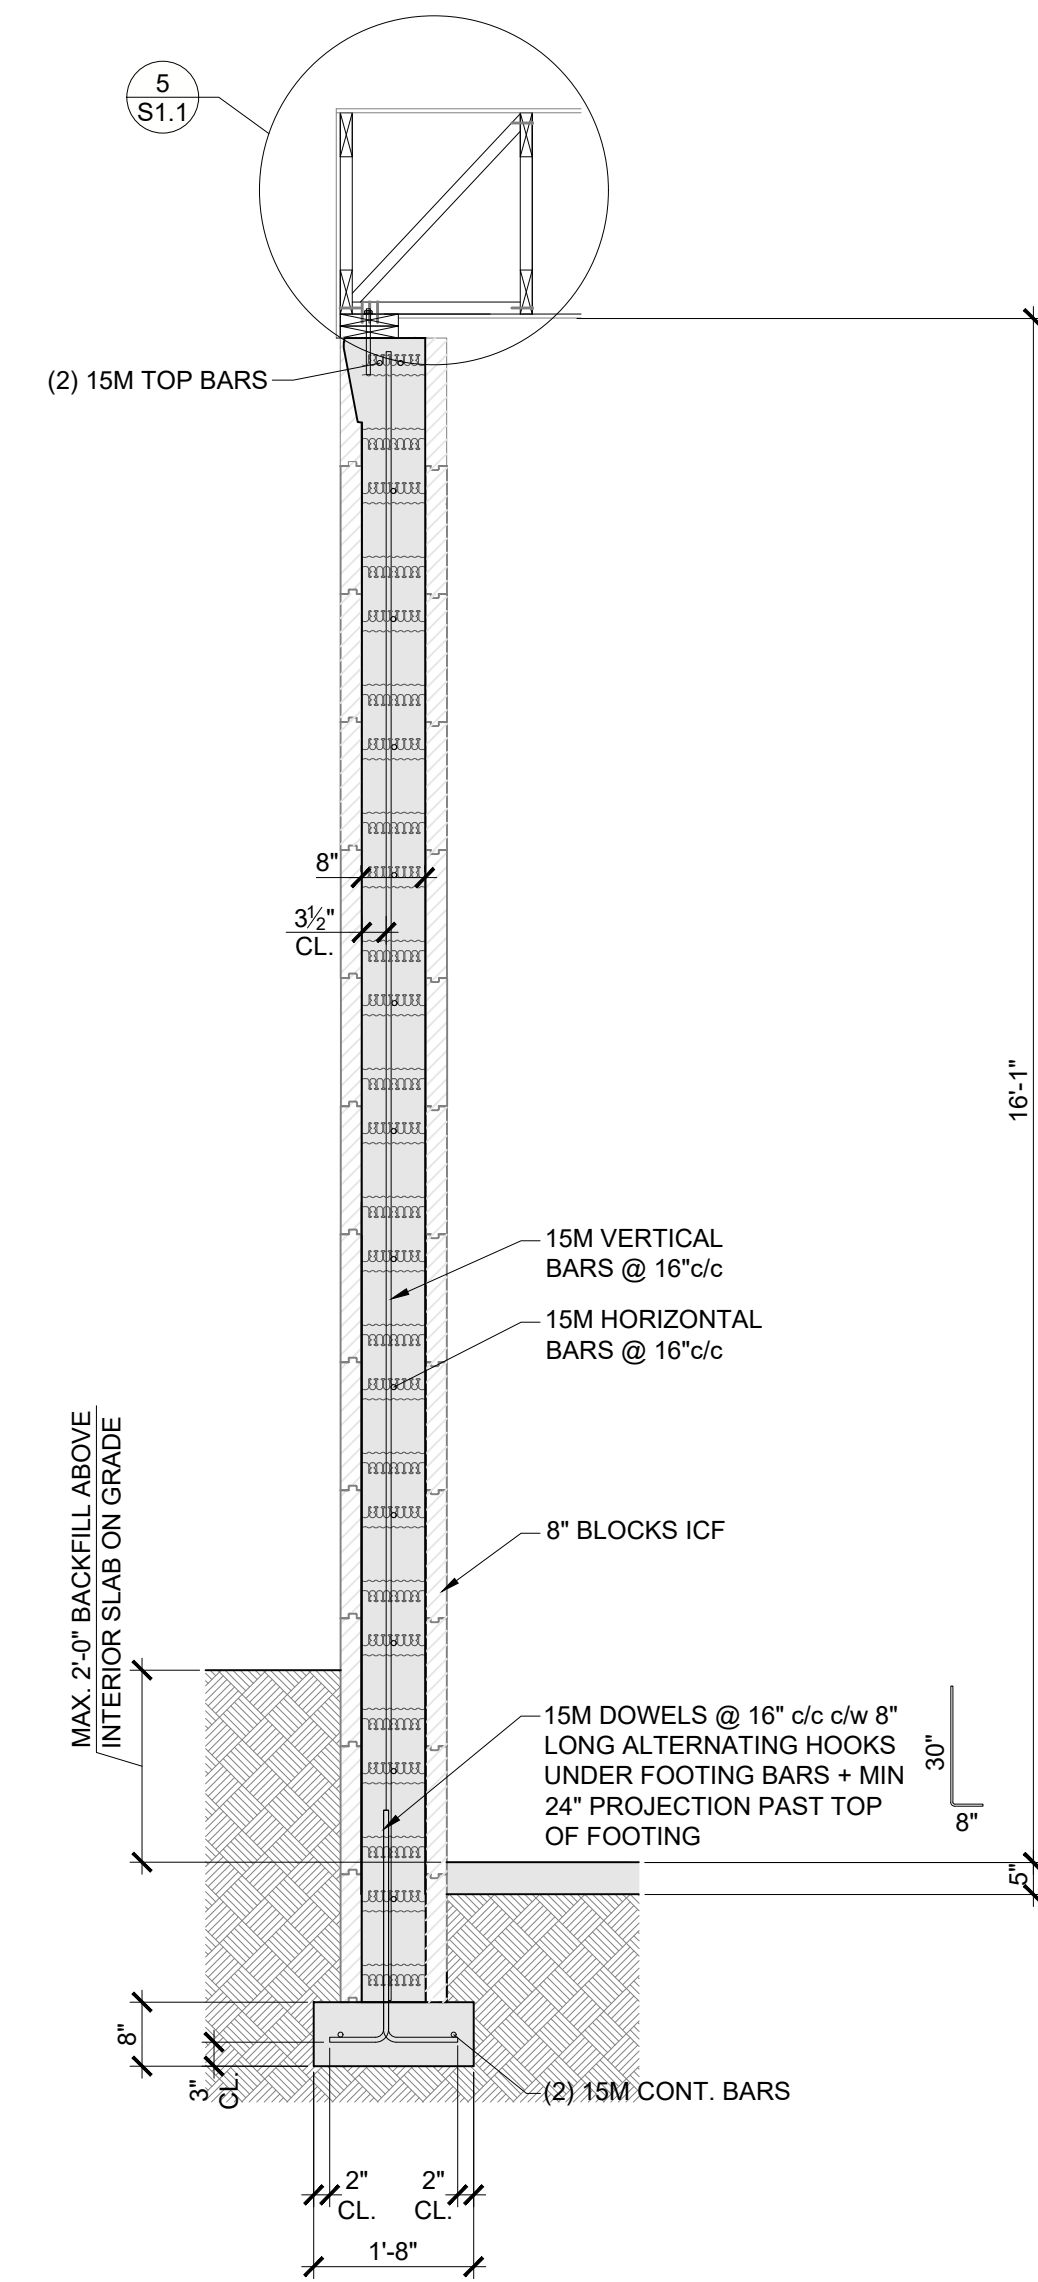 5
S1.1
(2) 15M TOP BARS
8"
3½"
CL.
16'-1"
15M VERTICAL
BARS @ 16"c/c
15M HORIZONTAL
BARS @ 16"c/c
MAX. 2'-0" BACKFILL ABOVE
INTERIOR SLAB ON GRADE
8" BLOCKS ICF
15M DOWELS @ 16" c/c c/w 8"
LONG ALTERNATING HOOKS
UNDER FOOTING BARS + MIN
24" PROJECTION PAST TOP
OF FOOTING
30"
8"
5"
8"
3"
CL.
(2) 15M CONT. BARS
2"
CL.
2"
CL.
1'-8"